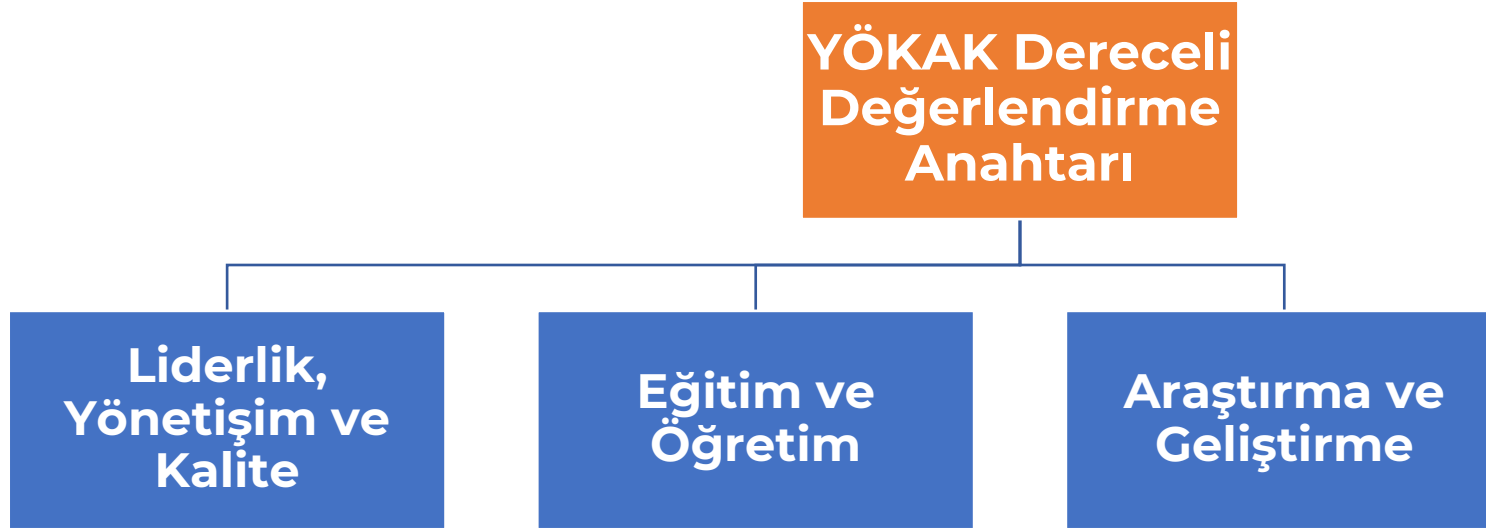 YÖKAK Dereceli
Değerlendirme
Anahtarı
Liderlik,
Yönetişim ve
Kalite
Eğitim ve
Öğretim
Araştırma ve
Geliştirme